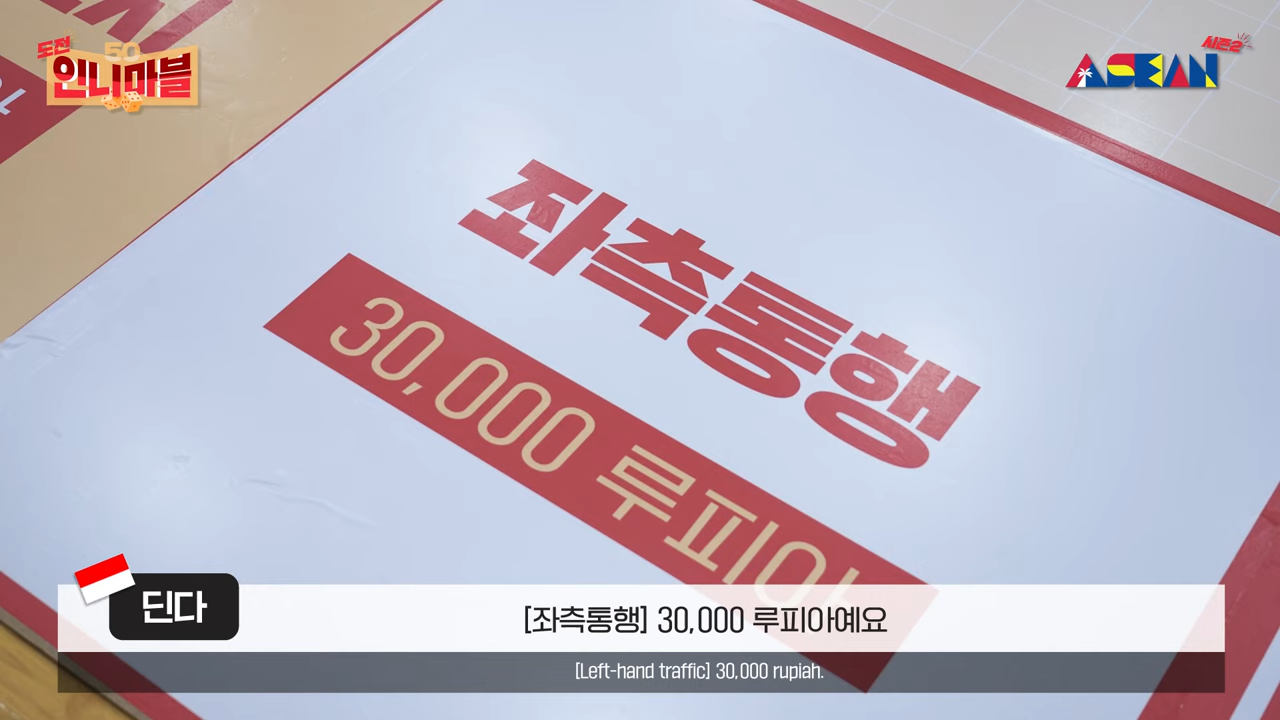 도전
50
인니마블
시즌2
ASEAN
좌측통행
30,000 루피아
딘다
[좌측통행] 30,000 루피아예요
[Left-hand traffic] 30,000 rupiah.